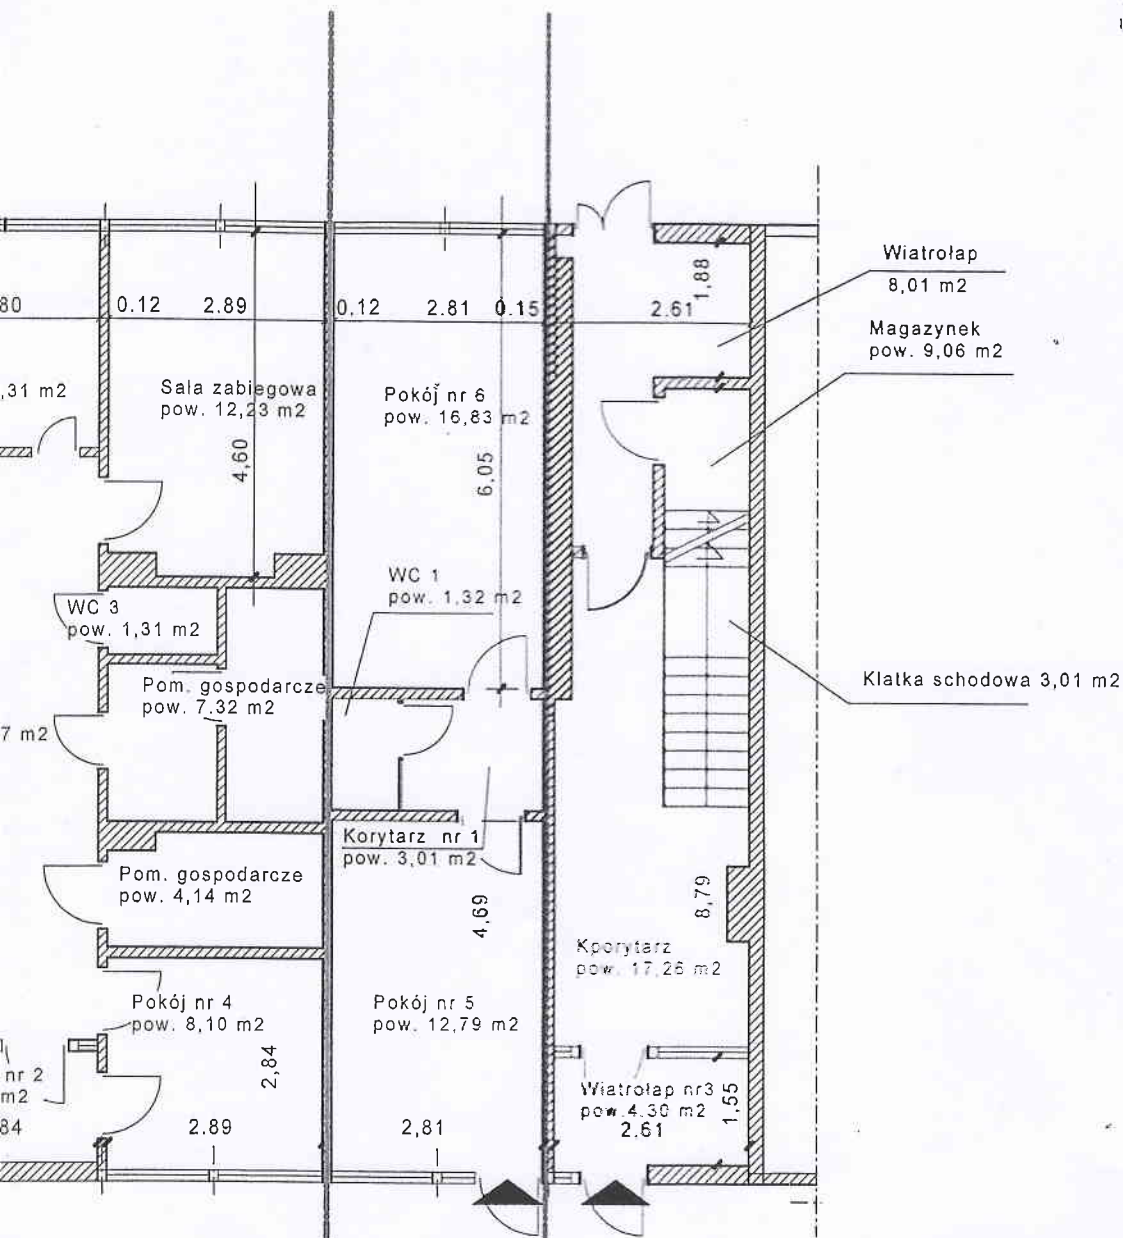 Wiatrołap
8,01 m2
Magazynek
pow. 9,06 m2
1,88
80
0.12
2.89
0,12
2.81
0.15
2.61
,31 m2
Sala zabiegowa
pow. 12,23 m2
Pokój nr 6
pow. 16,83 m2
4,60
6,05
WC 1
pow. 1,32 m2
WC 3
pow. 1,31 m2
Pom. gospodarcze
pow. 7.32 m2
Klatka schodowa 3,01 m2
7 m2
Korytarz nr 1
pow. 3,01 m2
Pom. gospodarcze
pow. 4,14 m2
4,69
8,79
Kporytarz
pow. 17,26 m2
Pokój nr 4
pow. 8,10 m2
Pokój nr 5
pow. 12,79 m2
2,84
nr 2
m2
84
2.89
2,81
Wiatrołap nr3
pow.4.30 m2
2.61
1,55